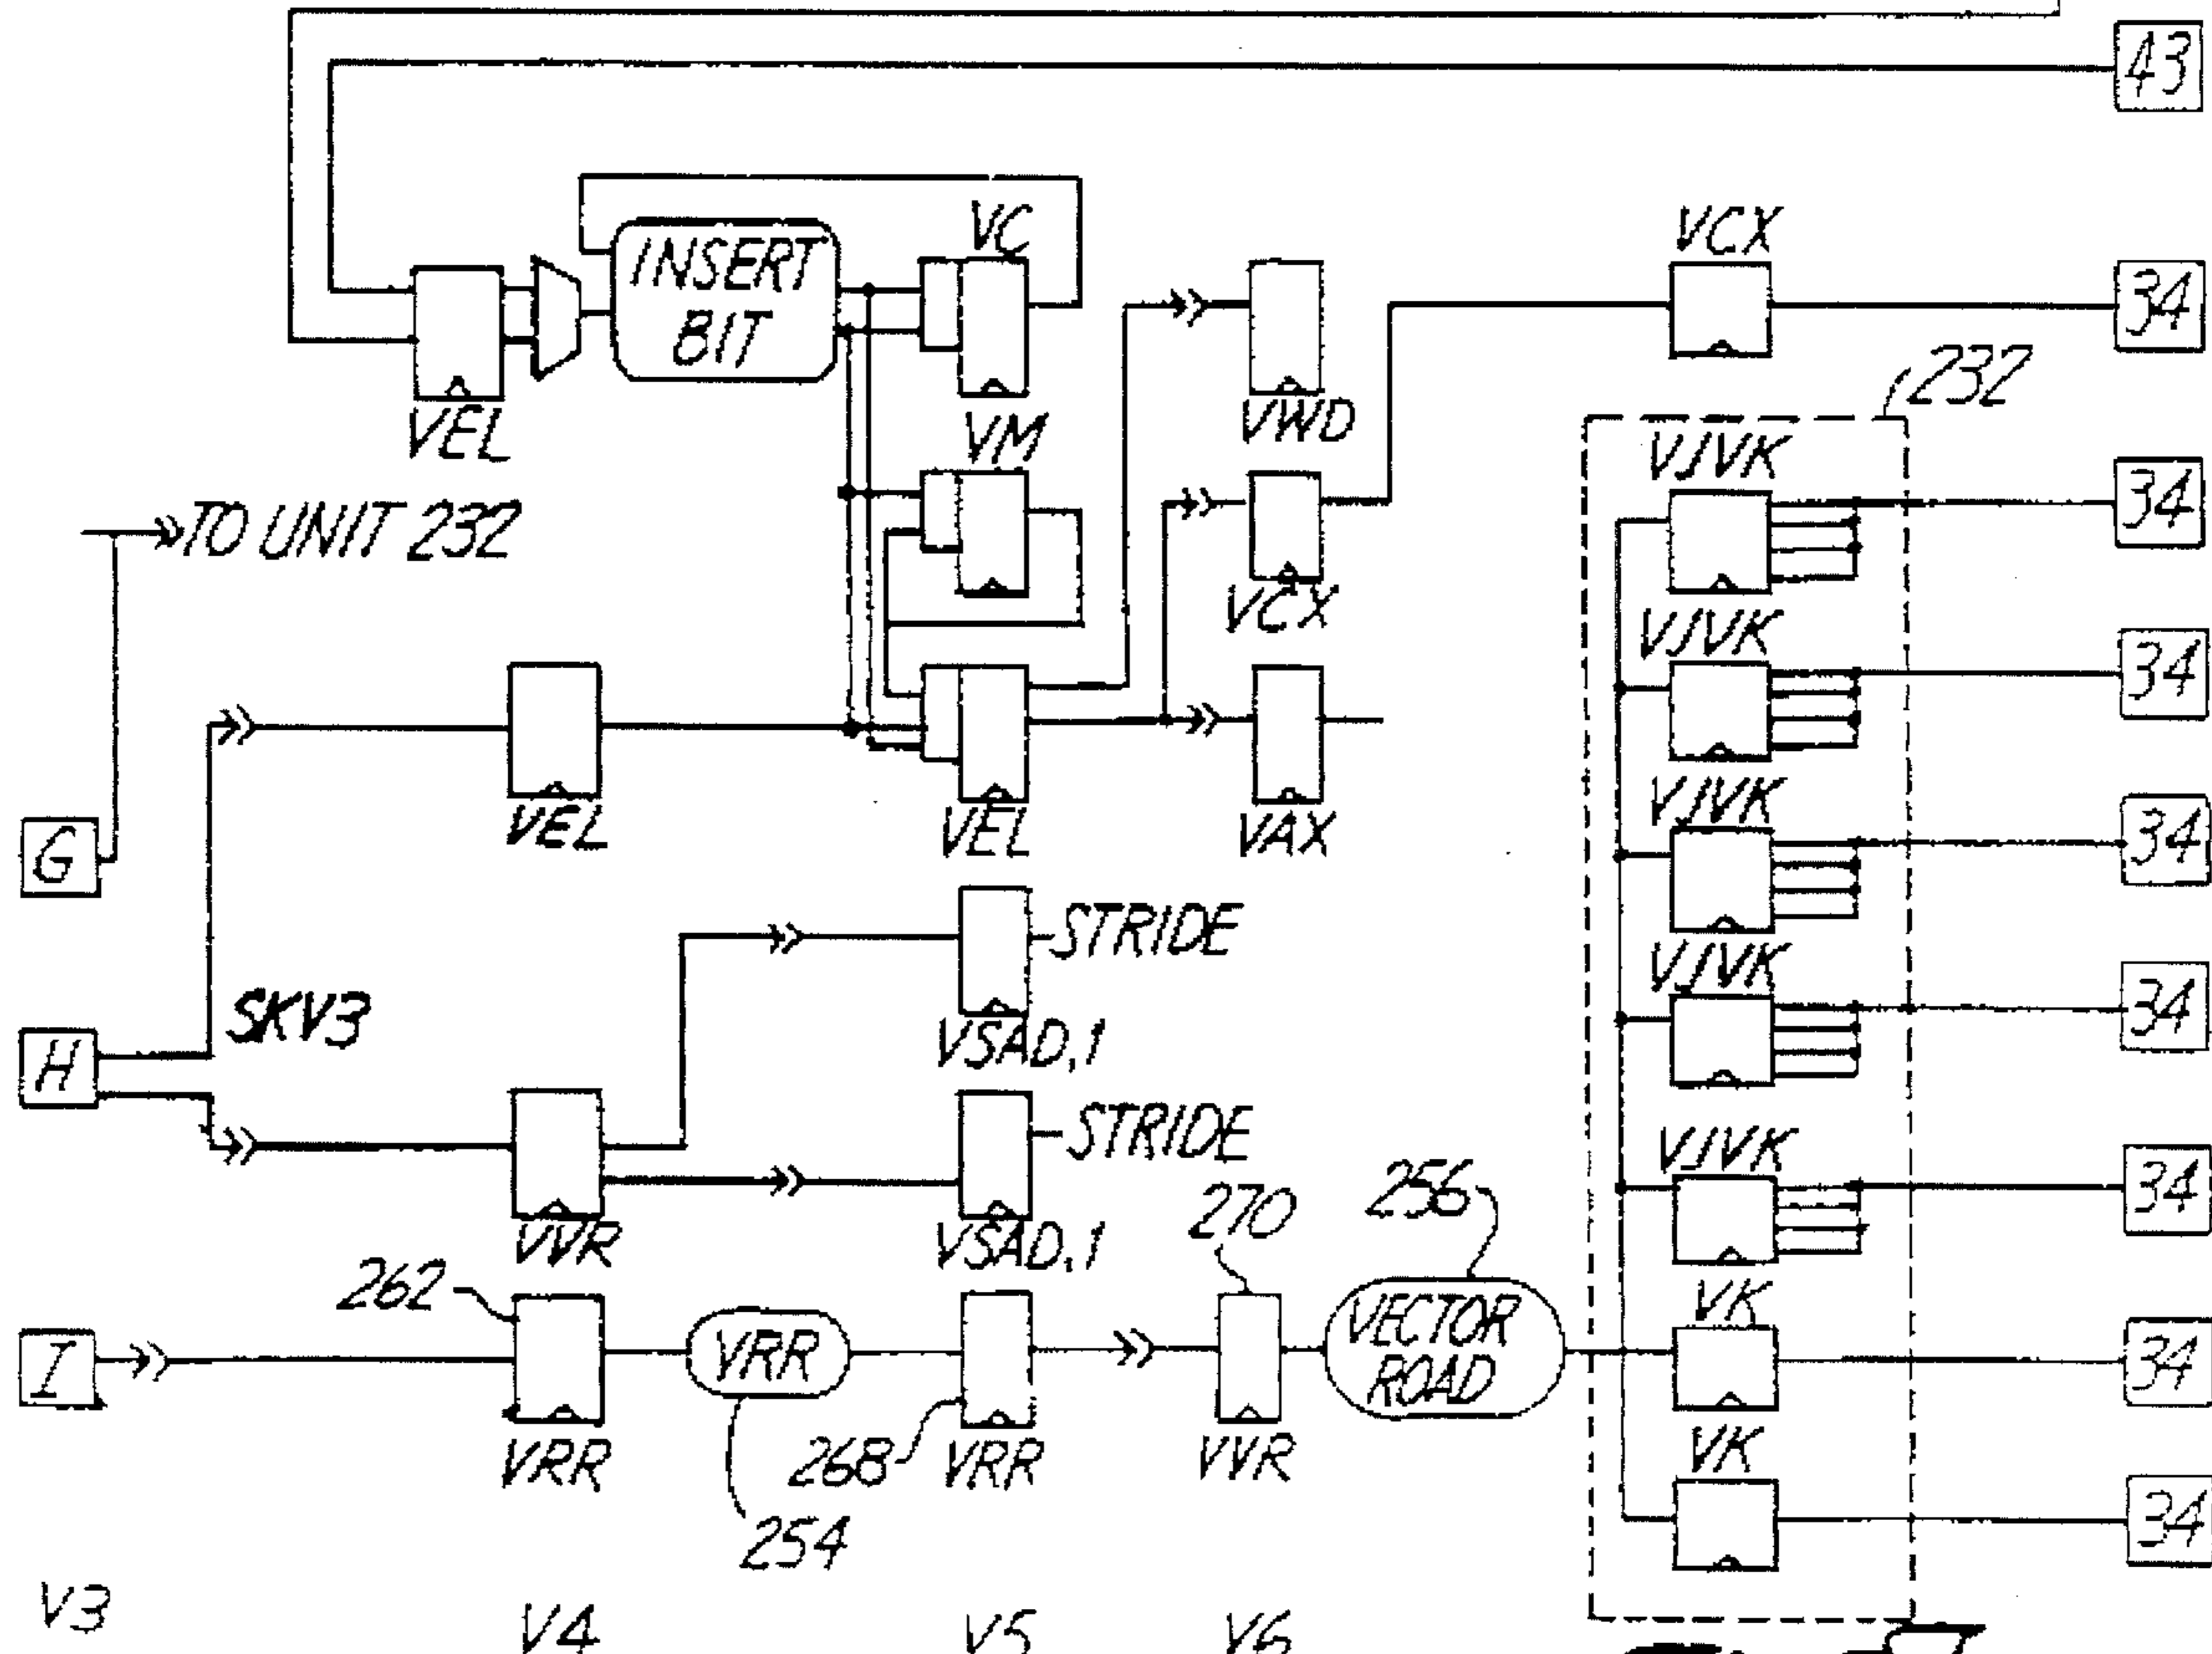 43
VC
VCX
INSERT
BIT
34
232
VEL
VM
VWD
VJVK
34
TO UNIT 232
VCX
VJVK
34
VEL
VEL
VAX
VJVK
34
G
STRIDE
VJVK
34
SKV3
H
VSAD.1
STRIDE
VJVK
34
256
270
VVR
VSAD.1
262
VK
I
VRR
VECTOR
ROAD
34
VRR
268
VRR
VVR
VK
254
34
V3
V4
V5
V6